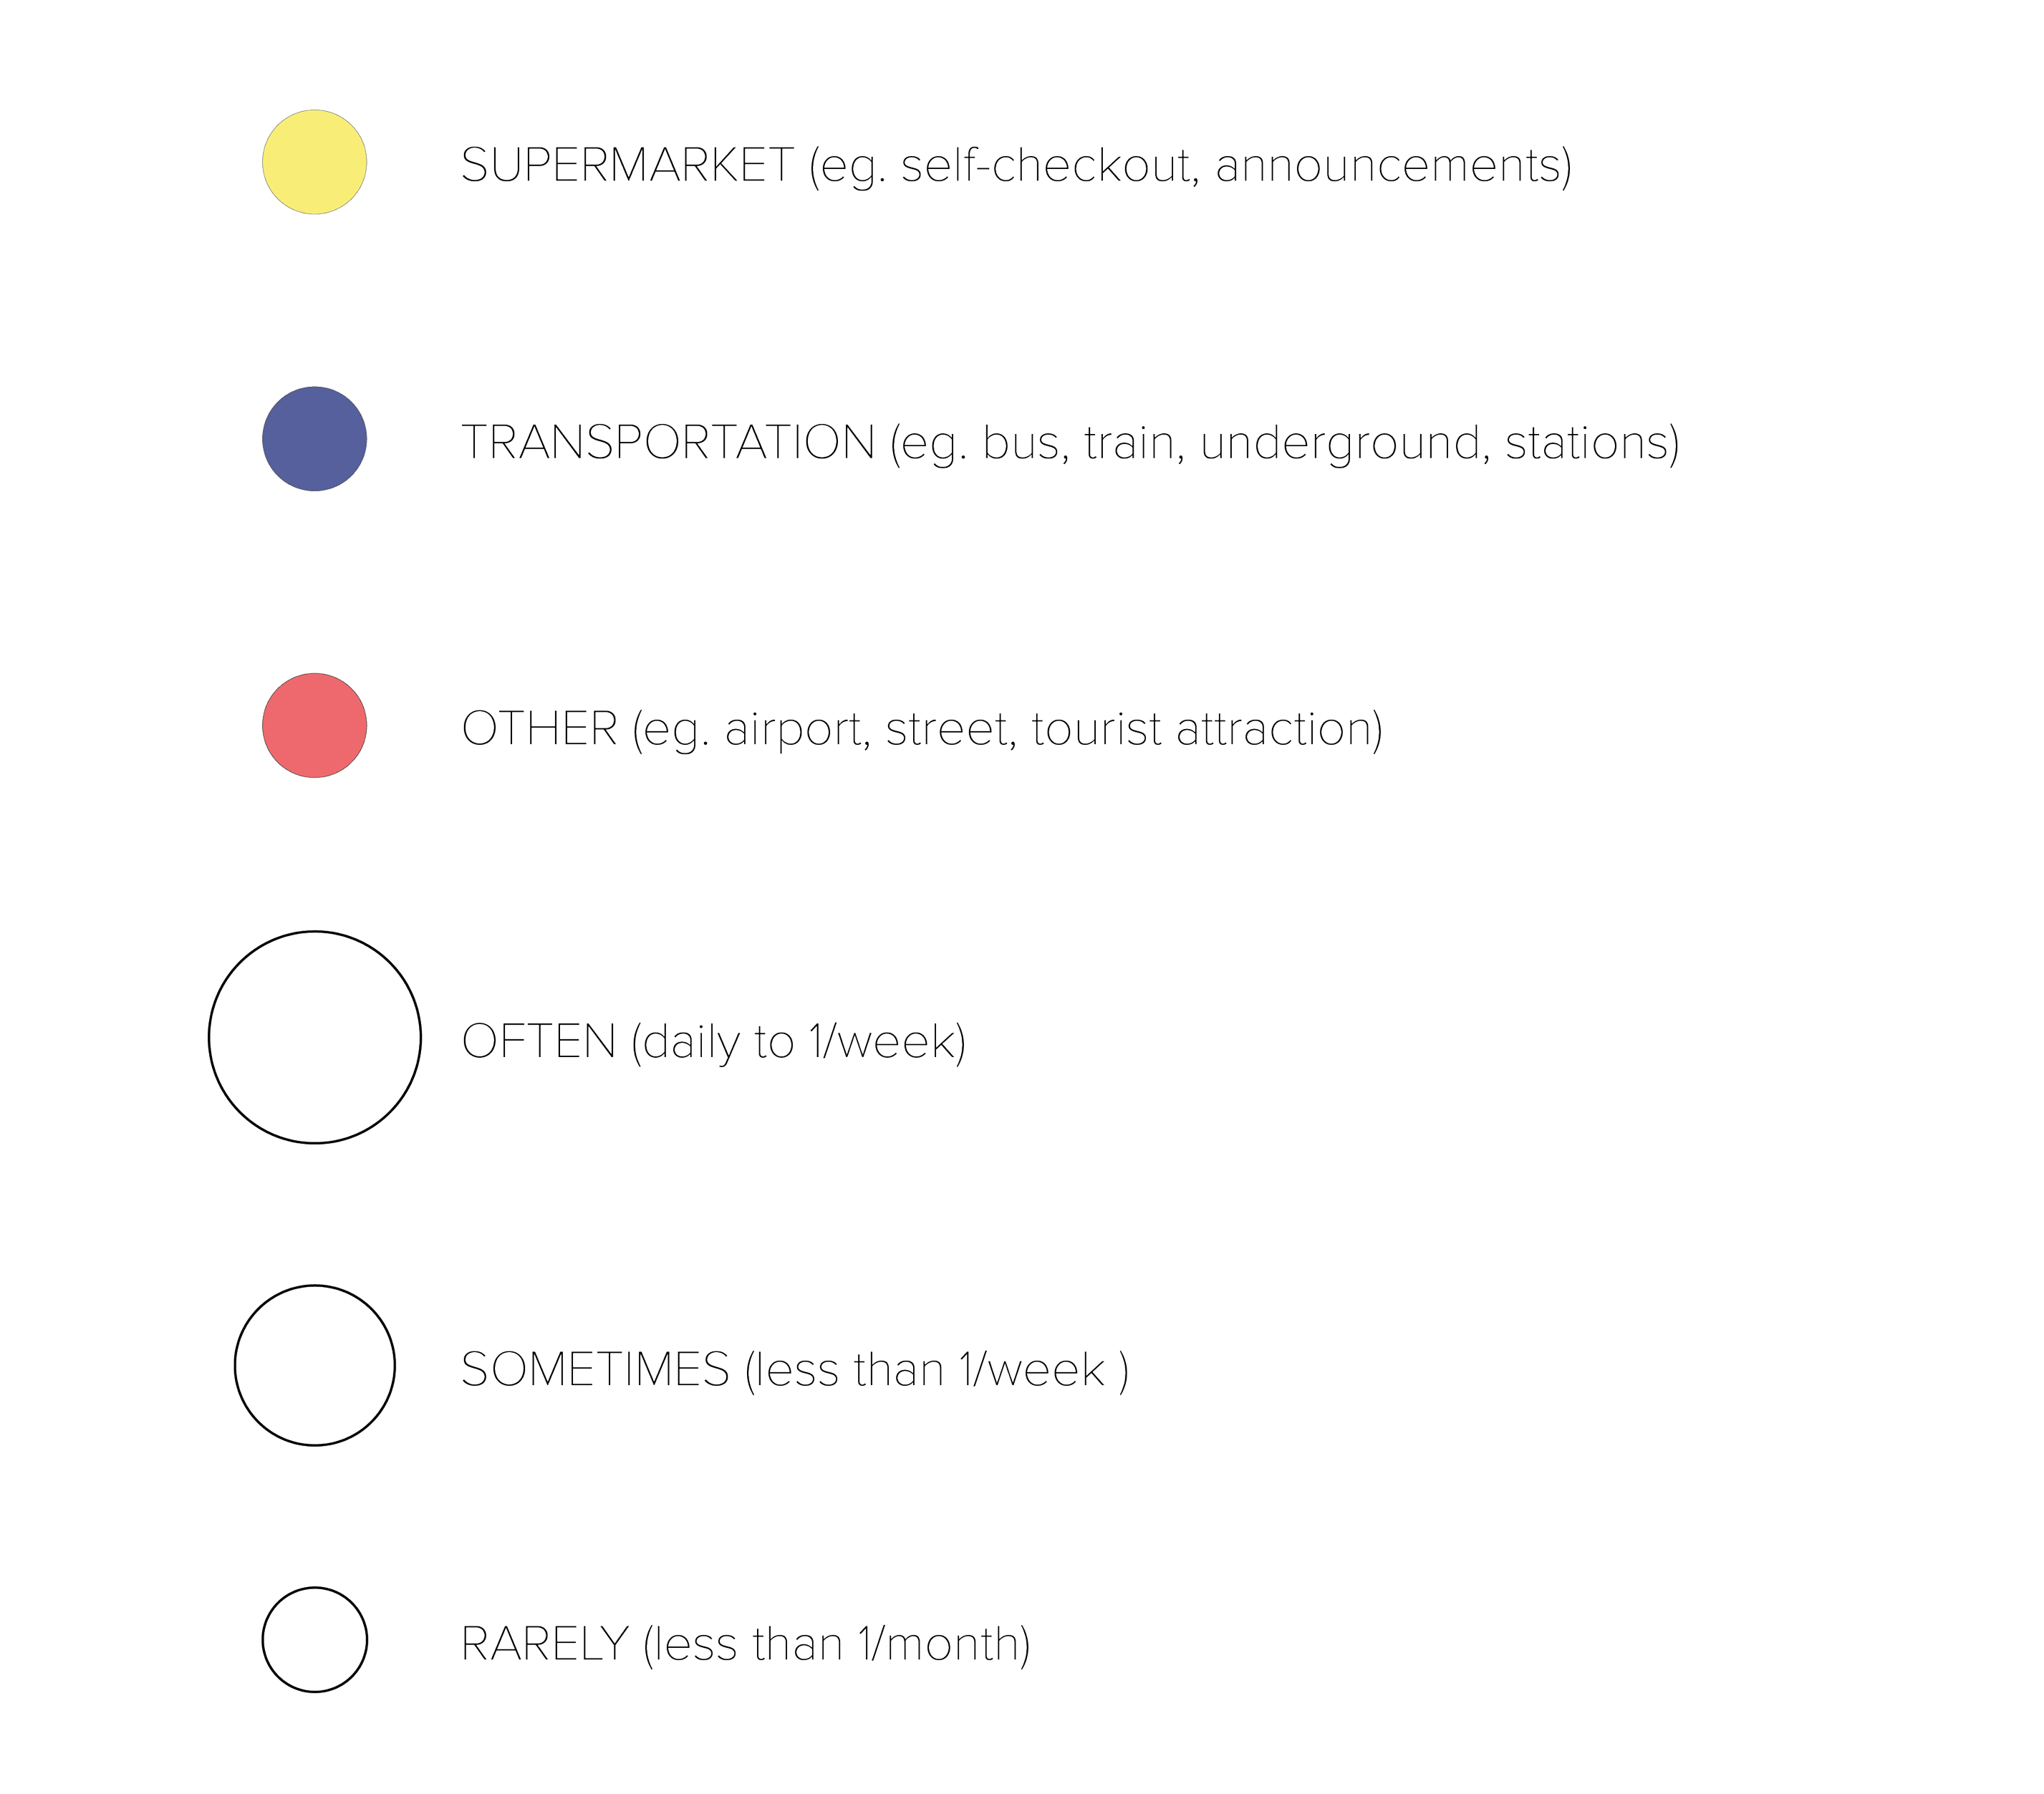 SUPERMARKET (eg. self-checkout, announcements)
TRANSPORTATION (eg. bus, train, underground, stations)
OTHER (eg. airport, street, tourist attraction)
OFTEN (daily to 1/week)
SOMETIMES (less than 1/week )
RARELY (less than 1/month)